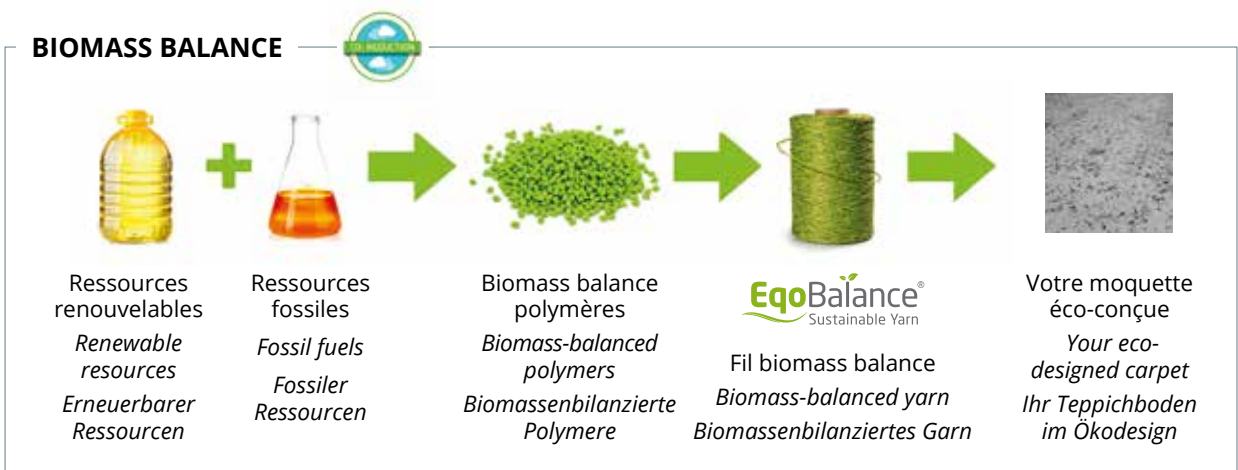 BIOMASS BALANCE
CO₂ REDUCTION
Ressources
renouvelables
Renewable
resources
Erneuerbarer
Ressourcen
Ressources
fossiles
Fossil fuels
Fossiler
Ressourcen
Biomass balance
polymères
Biomass-balanced
polymers
Biomassenbilanzierte
Polymere
EqoBalance®
Sustainable Yarn
Fil biomass balance
Biomass-balanced yarn
Biomassenbilanziertes Garn
Votre moquette
éco-conçue
Your eco-
designed carpet
Ihr Teppichboden
im Ökodesign